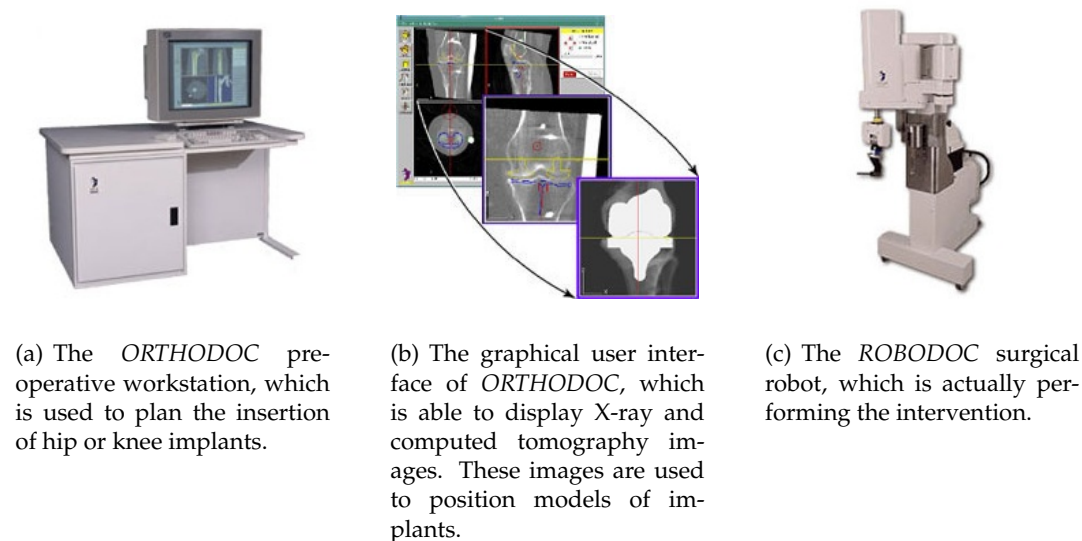 (a) The ORTHODOC pre-
operative workstation, which
is used to plan the insertion
of hip or knee implants.
(b) The graphical user inter-
face of ORTHODOC, which
is able to display X-ray and
computed tomography im-
ages. These images are used
to position models of im-
plants.
(c) The ROBODOC surgical
robot, which is actually per-
forming the intervention.